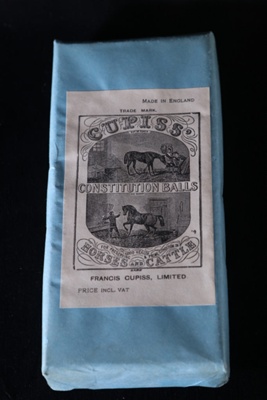 Made in England
TRADE MARK.
CUPISS'
CONSTITUTION BALLS
HORSES AND CATTLE
FRANCIS CUPISS, LIMITED
PRICE INCL. VAT